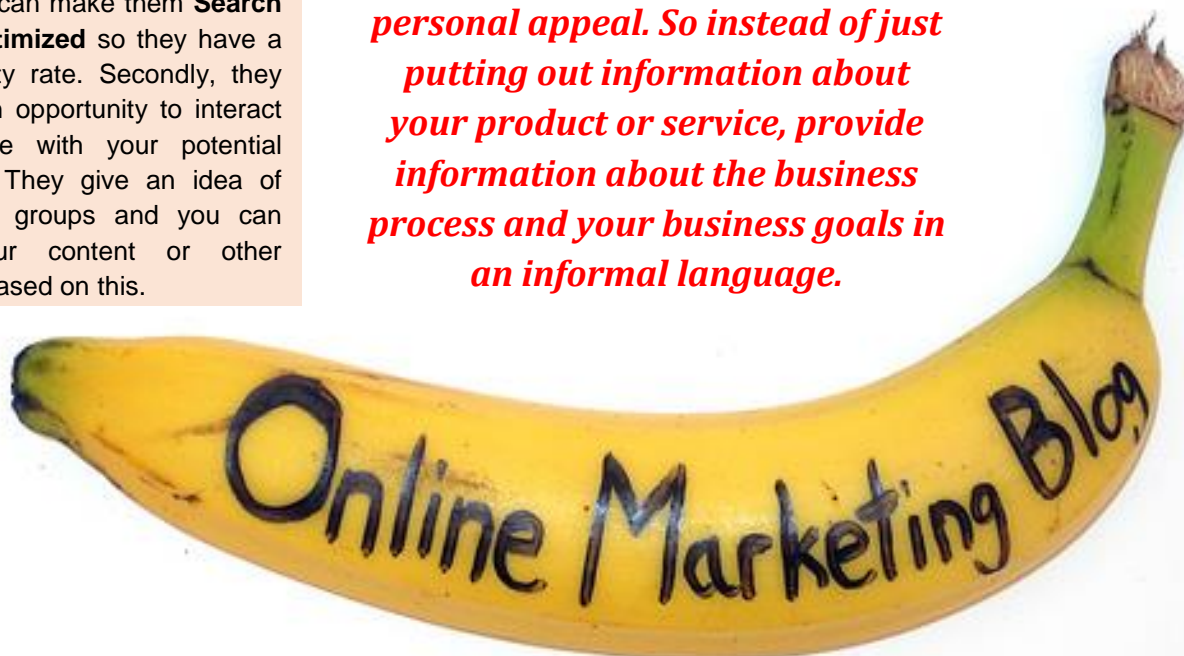 can make them Search
timized so they have a
ty rate. Secondly, they
opportunity to interact
e with your potential
They give an idea of
groups and you can
ur content or other
ased on this.
personal appeal. So instead of just
putting out information about
your product or service, provide
information about the business
process and your business goals in
an informal language.
Online Marketing Blog